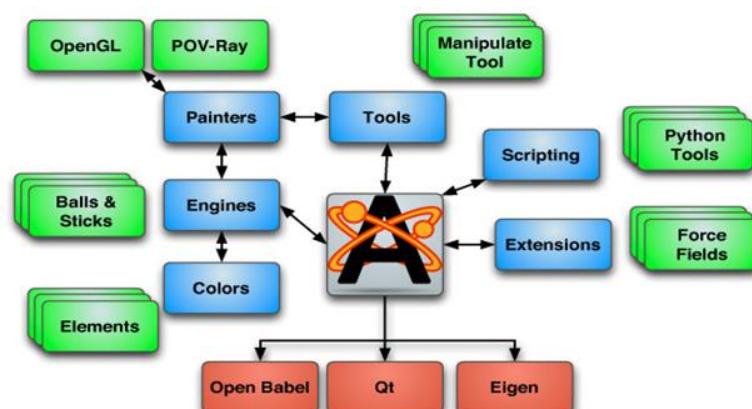 OpenGL
POV-Ray
Manipulate
Tool
Painters
Tools
Scripting
Python
Tools
Balls &
Sticks
Engines
A
Extensions
Force
Fields
Colors
Elements
Open Babel
Qt
Eigen